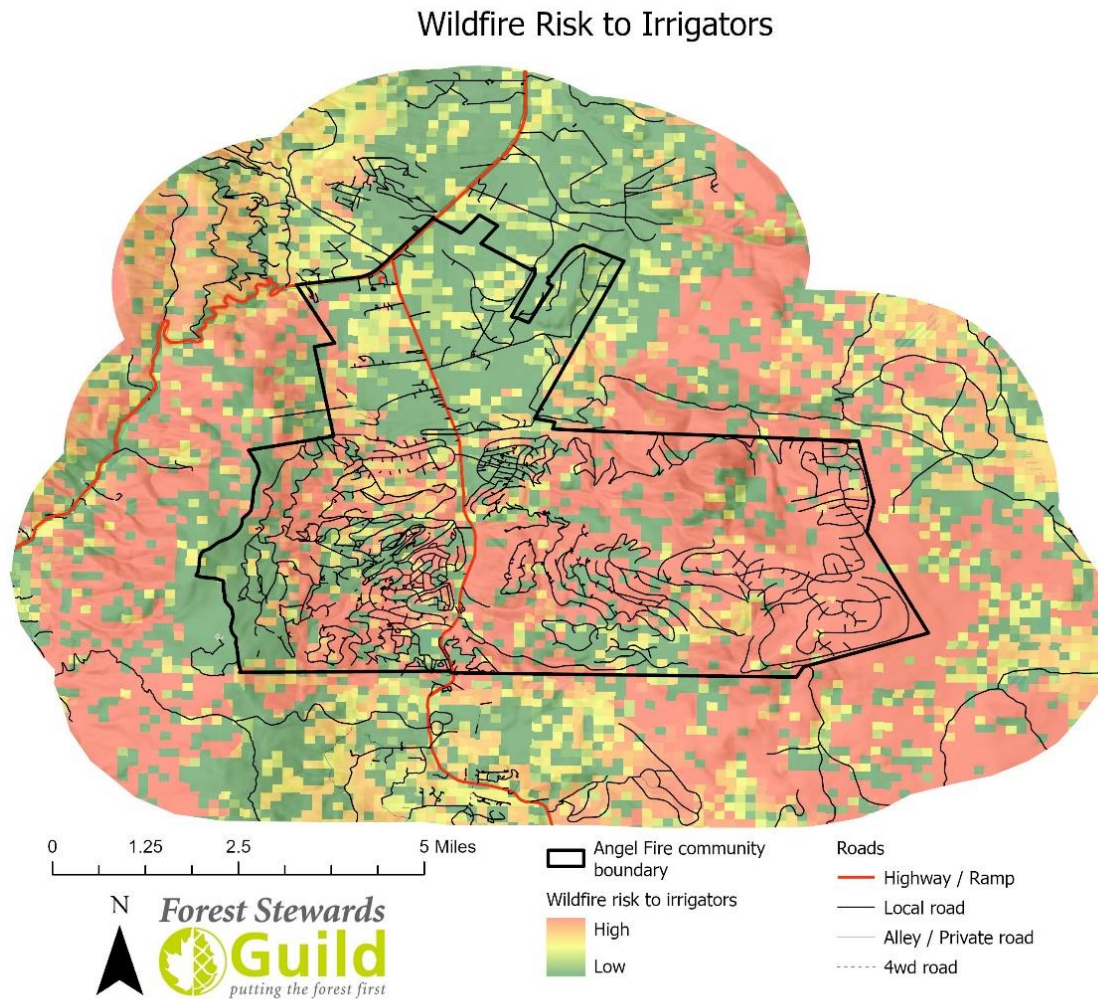 Wildfire Risk to Irrigators
0 1.25 2.5 5 Miles
N
Forest Stewards
Guild
putting the forest first
Angel Fire community
boundary
Wildfire risk to irrigators
High
Low
Roads
Highway / Ramp
Local road
Alley / Private road
4wd road